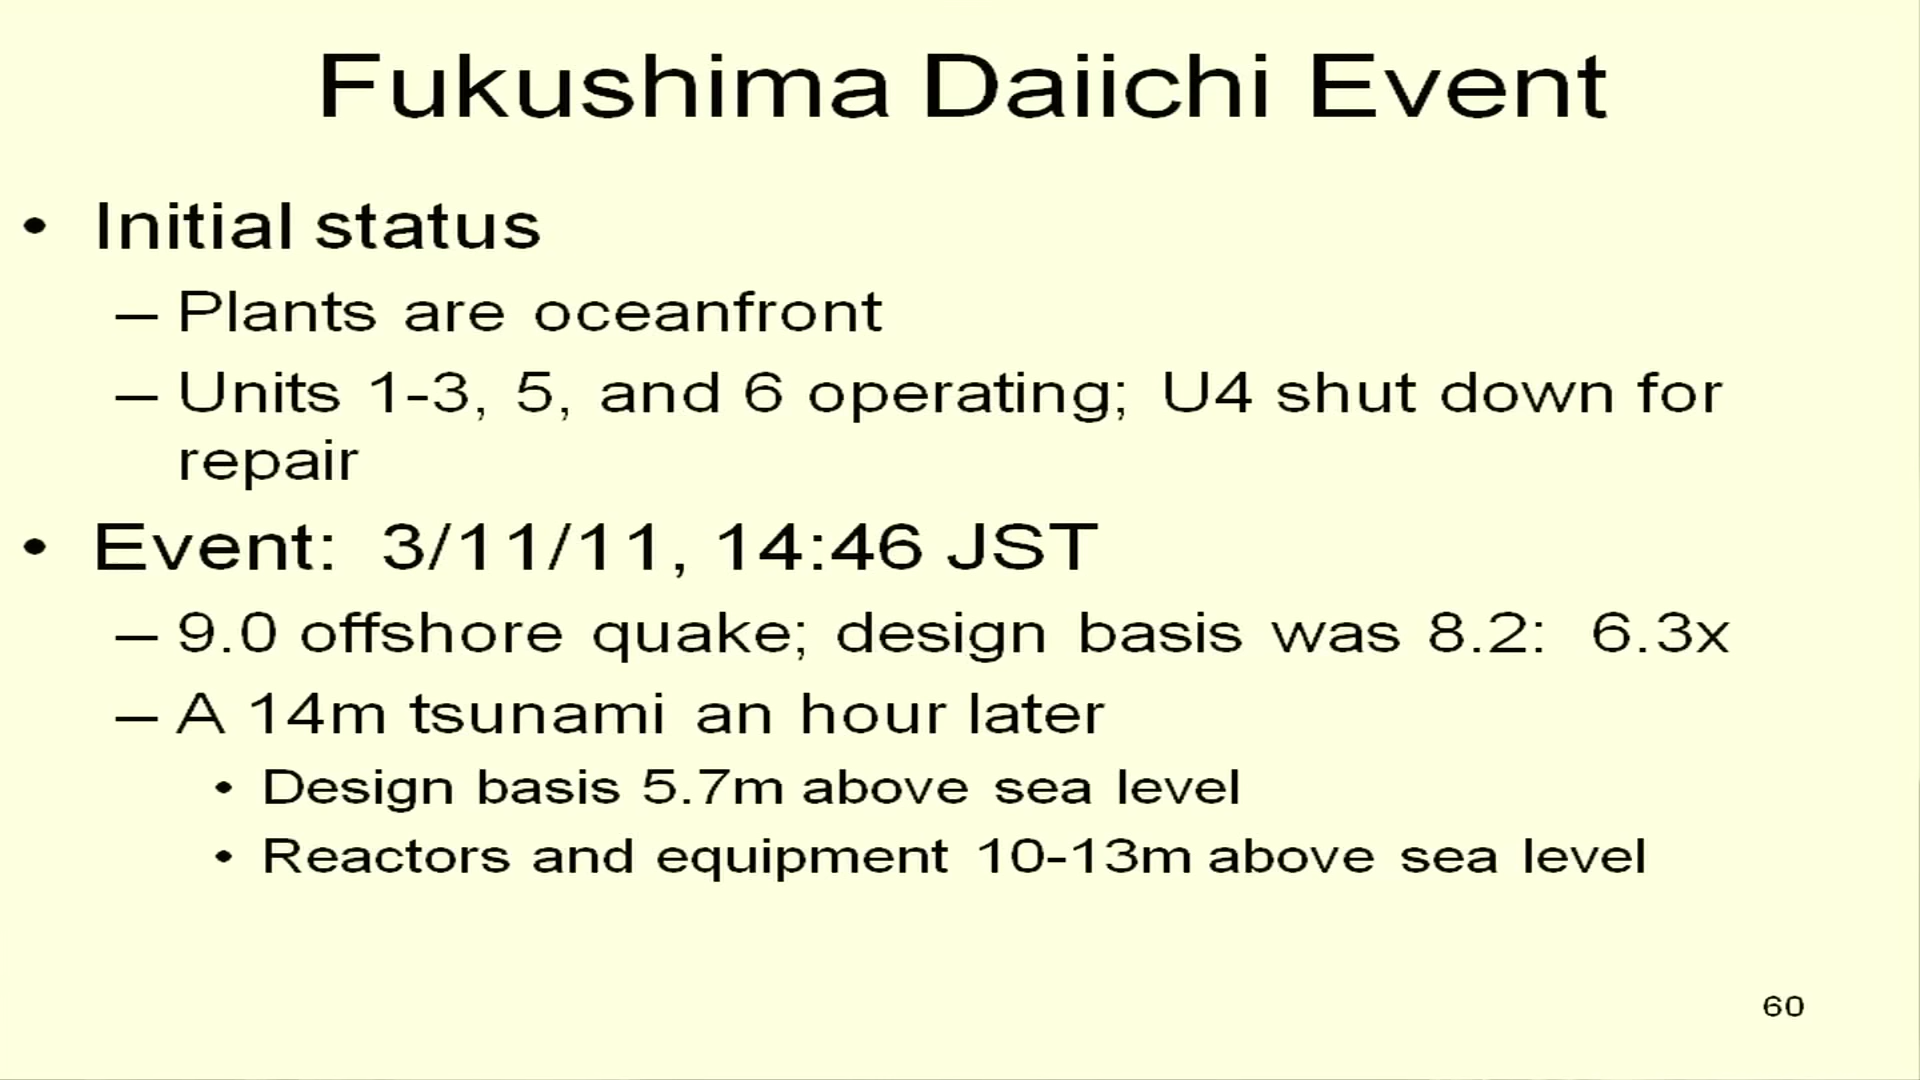 Fukushima Daiichi Event
• Initial status
– Plants are oceanfront
– Units 1-3, 5, and 6 operating; U4 shut down for
repair
• Event: 3/11/11, 14:46 JST
– 9.0 offshore quake; design basis was 8.2: 6.3x
– A 14m tsunami an hour later
• Design basis 5.7m above sea level
• Reactors and equipment 10-13m above sea level
60